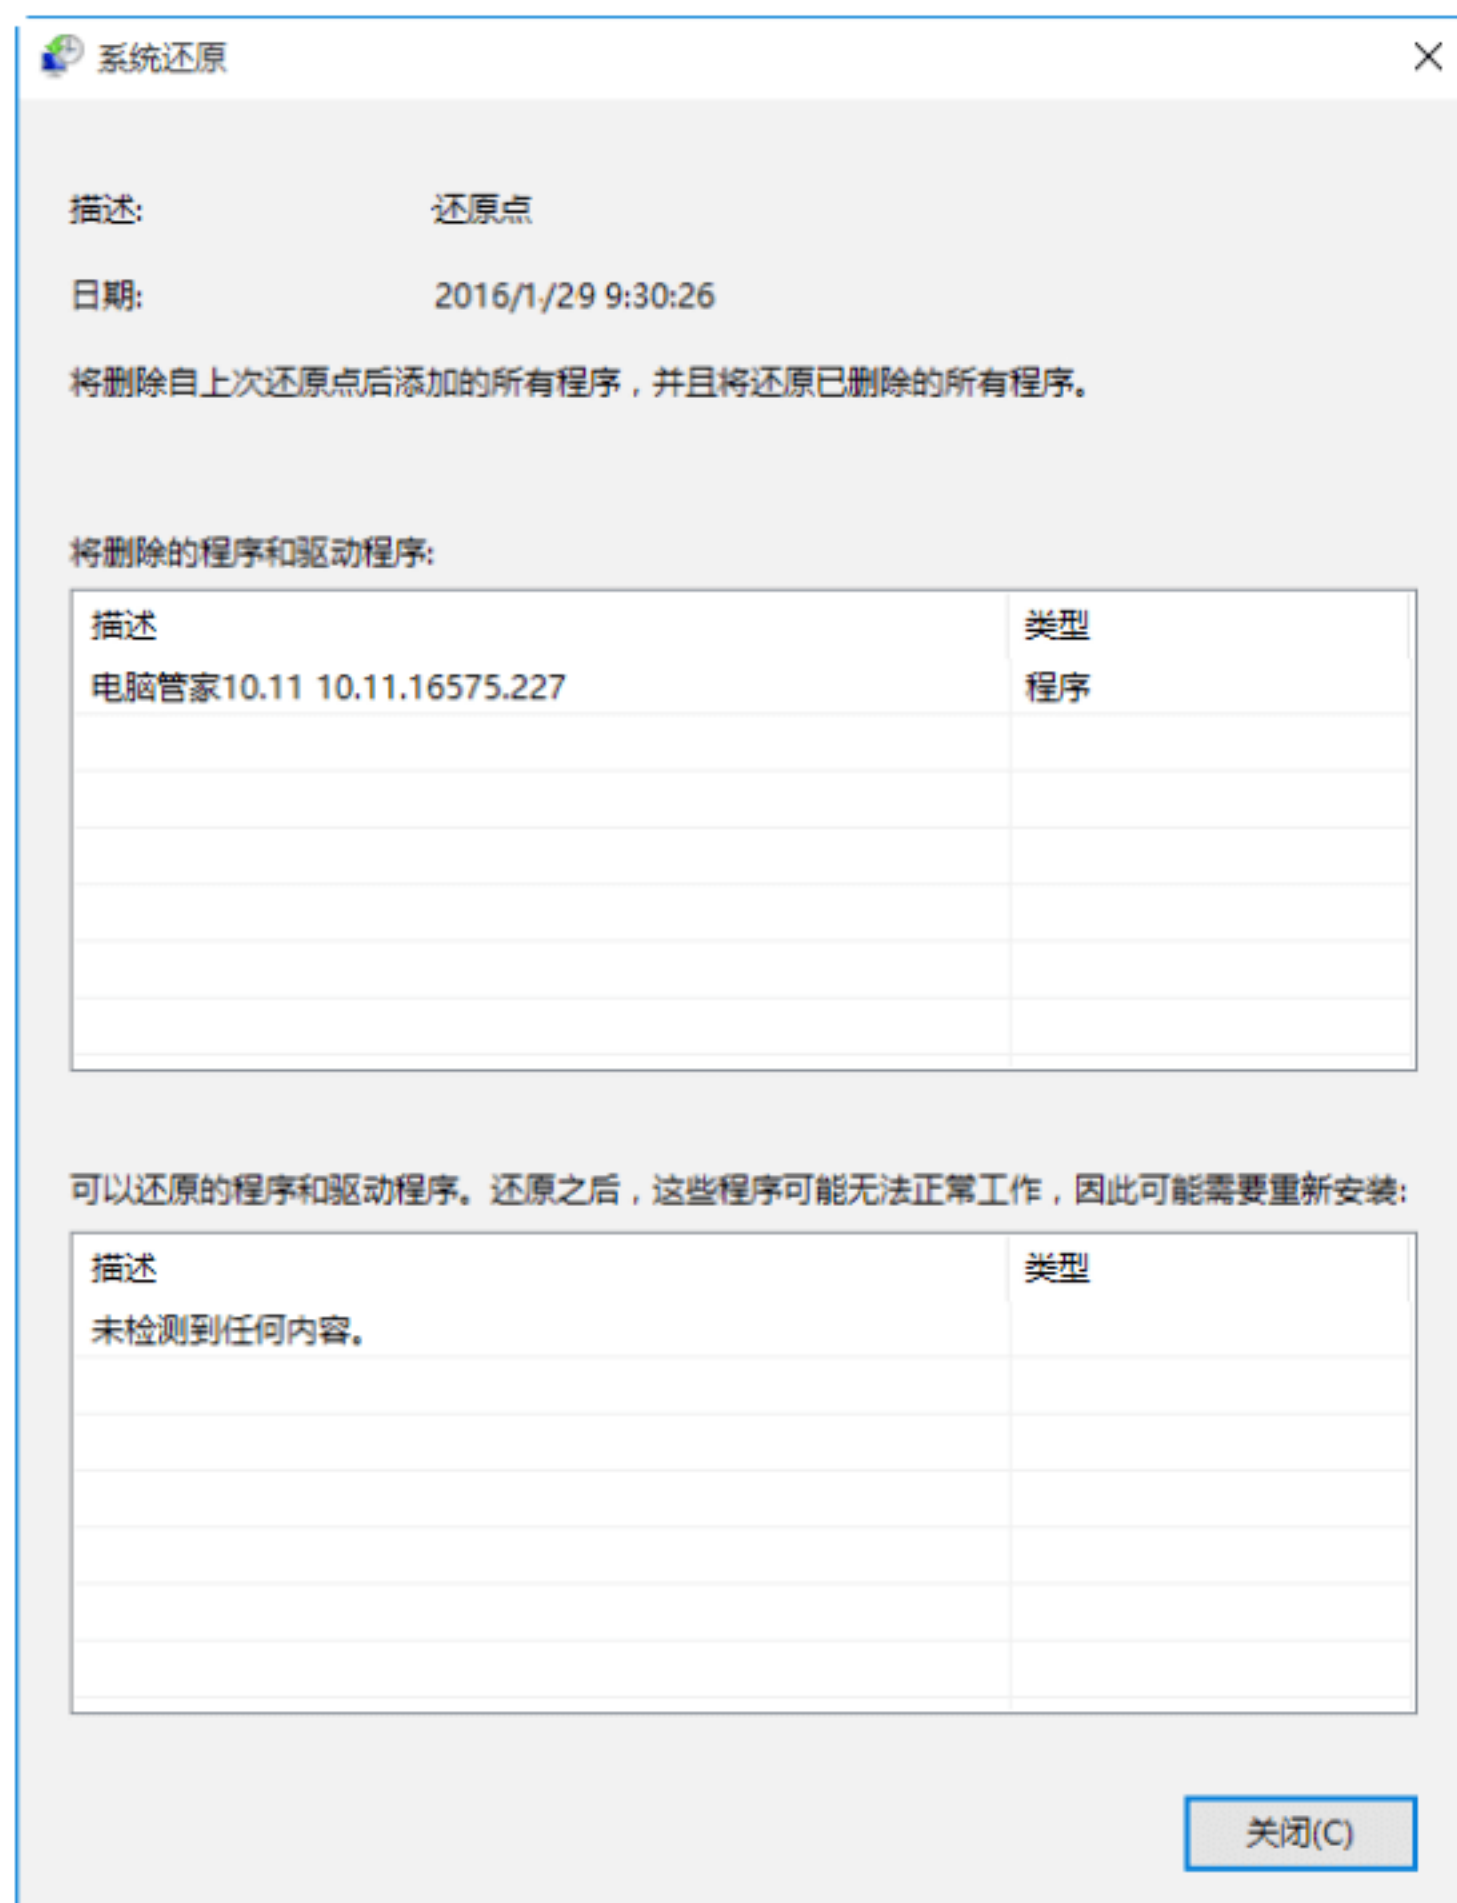 系统还原
描述: 还原点
日期: 2016/1/29 9:30:26
将删除自上次还原点后添加的所有程序，并且将还原已删除的所有程序。
将删除的程序和驱动程序:
描述 类型
电脑管家10.11 10.11.16575.227 程序
可以还原的程序和驱动程序。还原之后，这些程序可能无法正常工作，因此可能需要重新安装:
描述 类型
未检测到任何内容。
关闭(C)